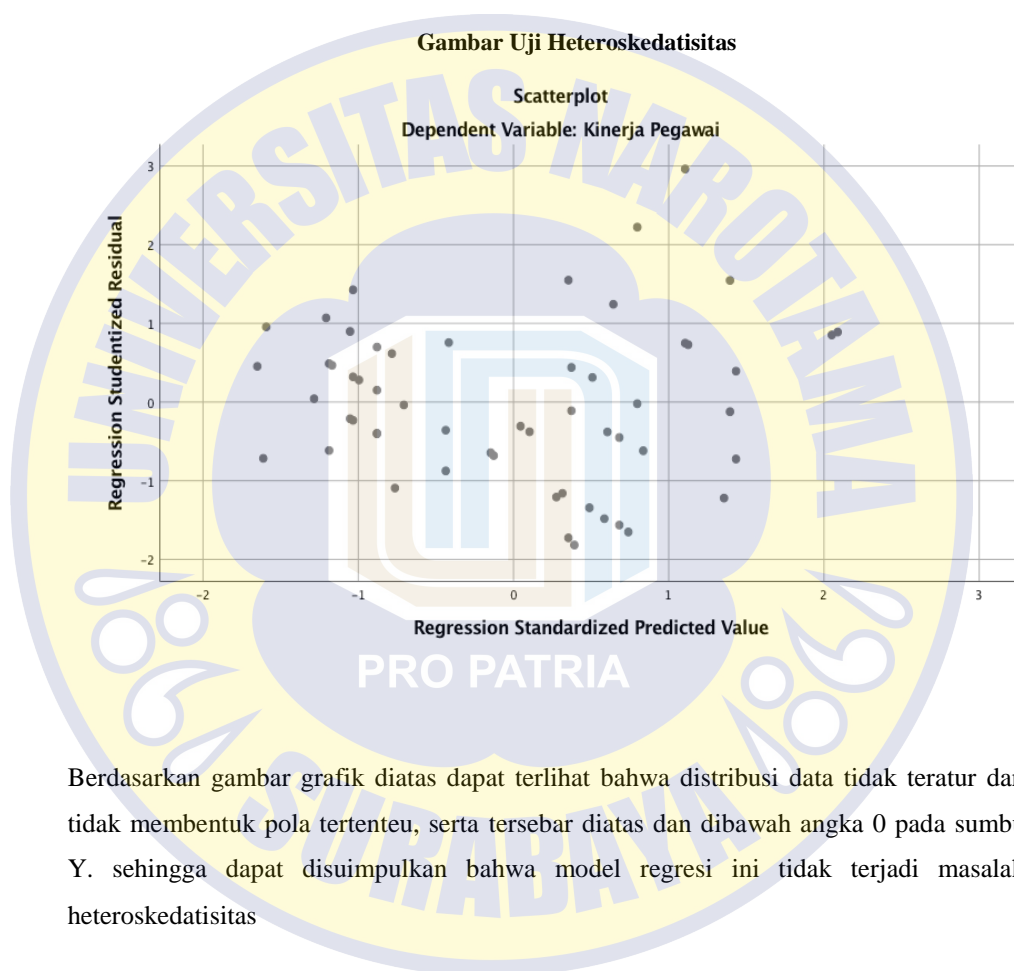 Gambar Uji Heteroskedatisitas
Scatterplot
Dependent Variable: Kinerja Pegawai
Regression Studentized Residual
3
2
1
0
-1
-2
-2
-1
0
1
2
3
Regression Standardized Predicted Value
UNIVERSITAS NAROTAMA
PRO PATRIA
SURABAYA
Berdasarkan gambar grafik diatas dapat terlihat bahwa distribusi data tidak teratur dan
tidak membentuk pola tertenteu, serta tersebar diatas dan dibawah angka 0 pada sumb
Y. sehingga dapat disuimpulkan bahwa model regresi ini tidak terjadi masalal
heteroskedatisitas